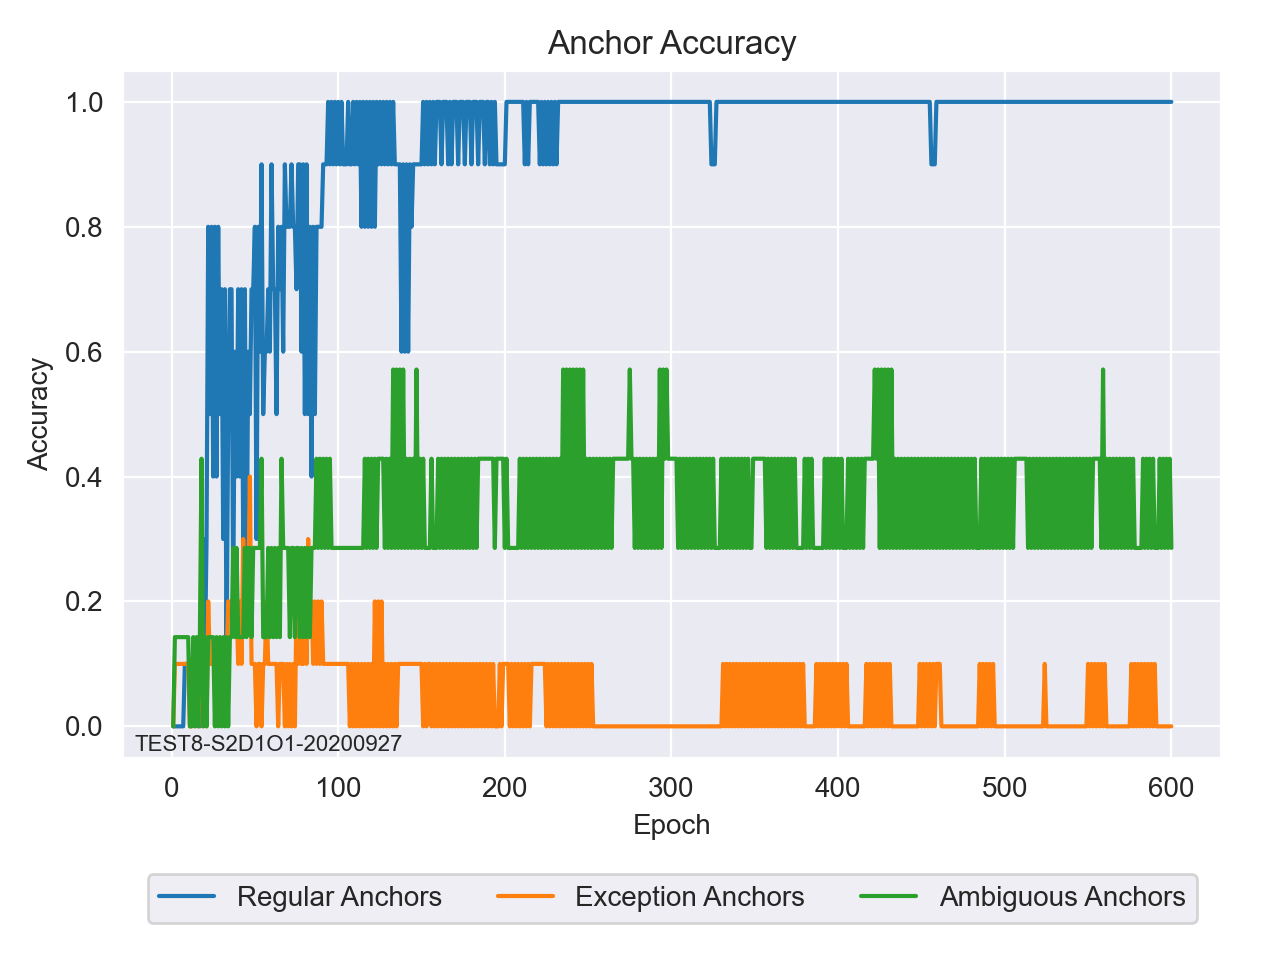 Anchor Accuracy
1.0
0.8
0.6
0.4
0.2
0.0
Accuracy
TEST8-S2D1O1-20200927
0 100 200 300 400 500 600
Epoch
Regular Anchors Exception Anchors Ambiguous Anchors